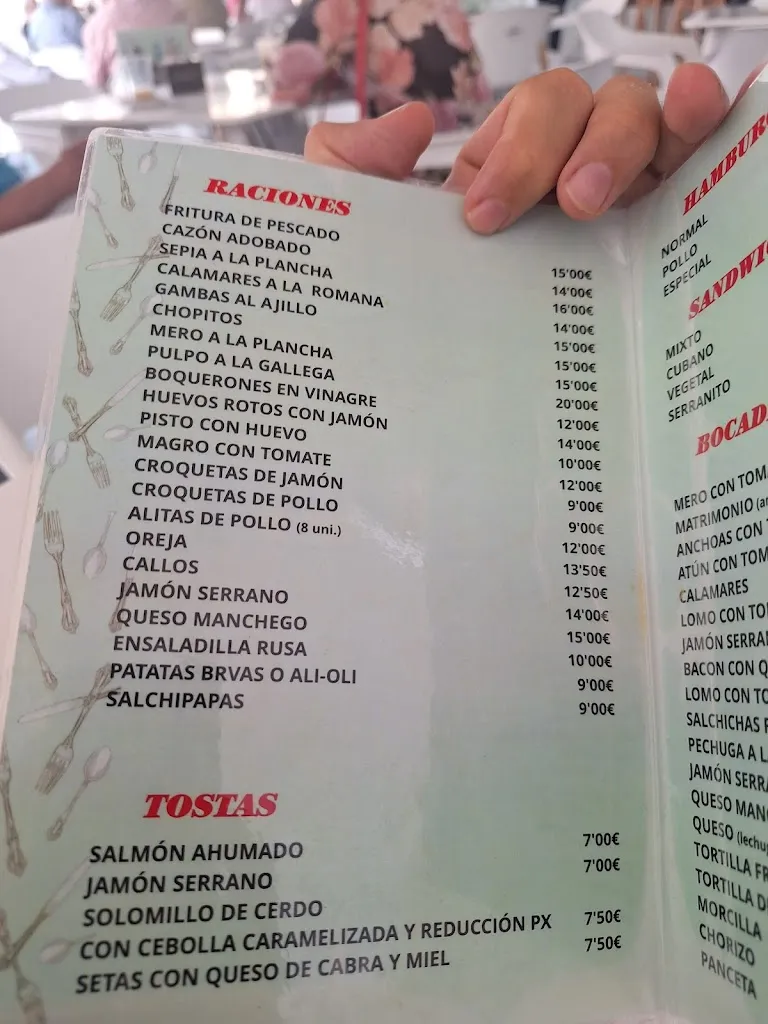 RACIONES
FRITURA DE PESCADO 15'00€
CAZÓN ADOBADO 14'00€
SEPIA A LA PLANCHA 16'00€
CALAMARES A LA ROMANA 14'00€
GAMBAS AL AJILLO 15'00€
CHOPITOS 15'00€
MERO A LA PLANCHA 15'00€
PULPO A LA GALLEGA 20'00€
BOQUERONES EN VINAGRE 12'00€
HUEVOS ROTOS CON JAMÓN 14'00€
PISTO CON HUEVO 10'00€
MAGRO CON TOMATE 12'00€
CROQUETAS DE JAMÓN 9'00€
CROQUETAS DE POLLO 9'00€
ALITAS DE POLLO (8 uni.) 12'00€
OREJA 13'50€
CALLOS 12'50€
JAMÓN SERRANO 14'00€
QUESO MANCHEGO 15'00€
ENSALADILLA RUSA 10'00€
PATATAS BRVAS O ALI-OLI 9'00€
SALCHIPAPAS 9'00€
TOSTAS
SALMÓN AHUMADO 7'00€
JAMÓN SERRANO 7'00€
SOLOMILLO DE CERDO
CON CEBOLLA CARAMELIZADA Y REDUCCIÓN PX 7'50€
SETAS CON QUESO DE CABRA Y MIEL 7'50€
HAMBUR
NORMAL
POLLO
ESPECIAL
SANDWI
MIXTO
CUBANO
VEGETAL
SERRANITO
BOCAD
MERO CON TOM
MATRIMONIO (an
ANCHOAS CON
ATÚN CON TOM
CALAMARES
LOMO CON TO
JAMÓN SERRA
BACON CON Q
LOMO CON TO
SALCHICHAS
PECHUGA A L
JAMÓN SERR
QUESO MAN
QUESO (lechu
TORTILLA FR
TORTILLA D
MORCILLA
CHORIZO
PANCETA